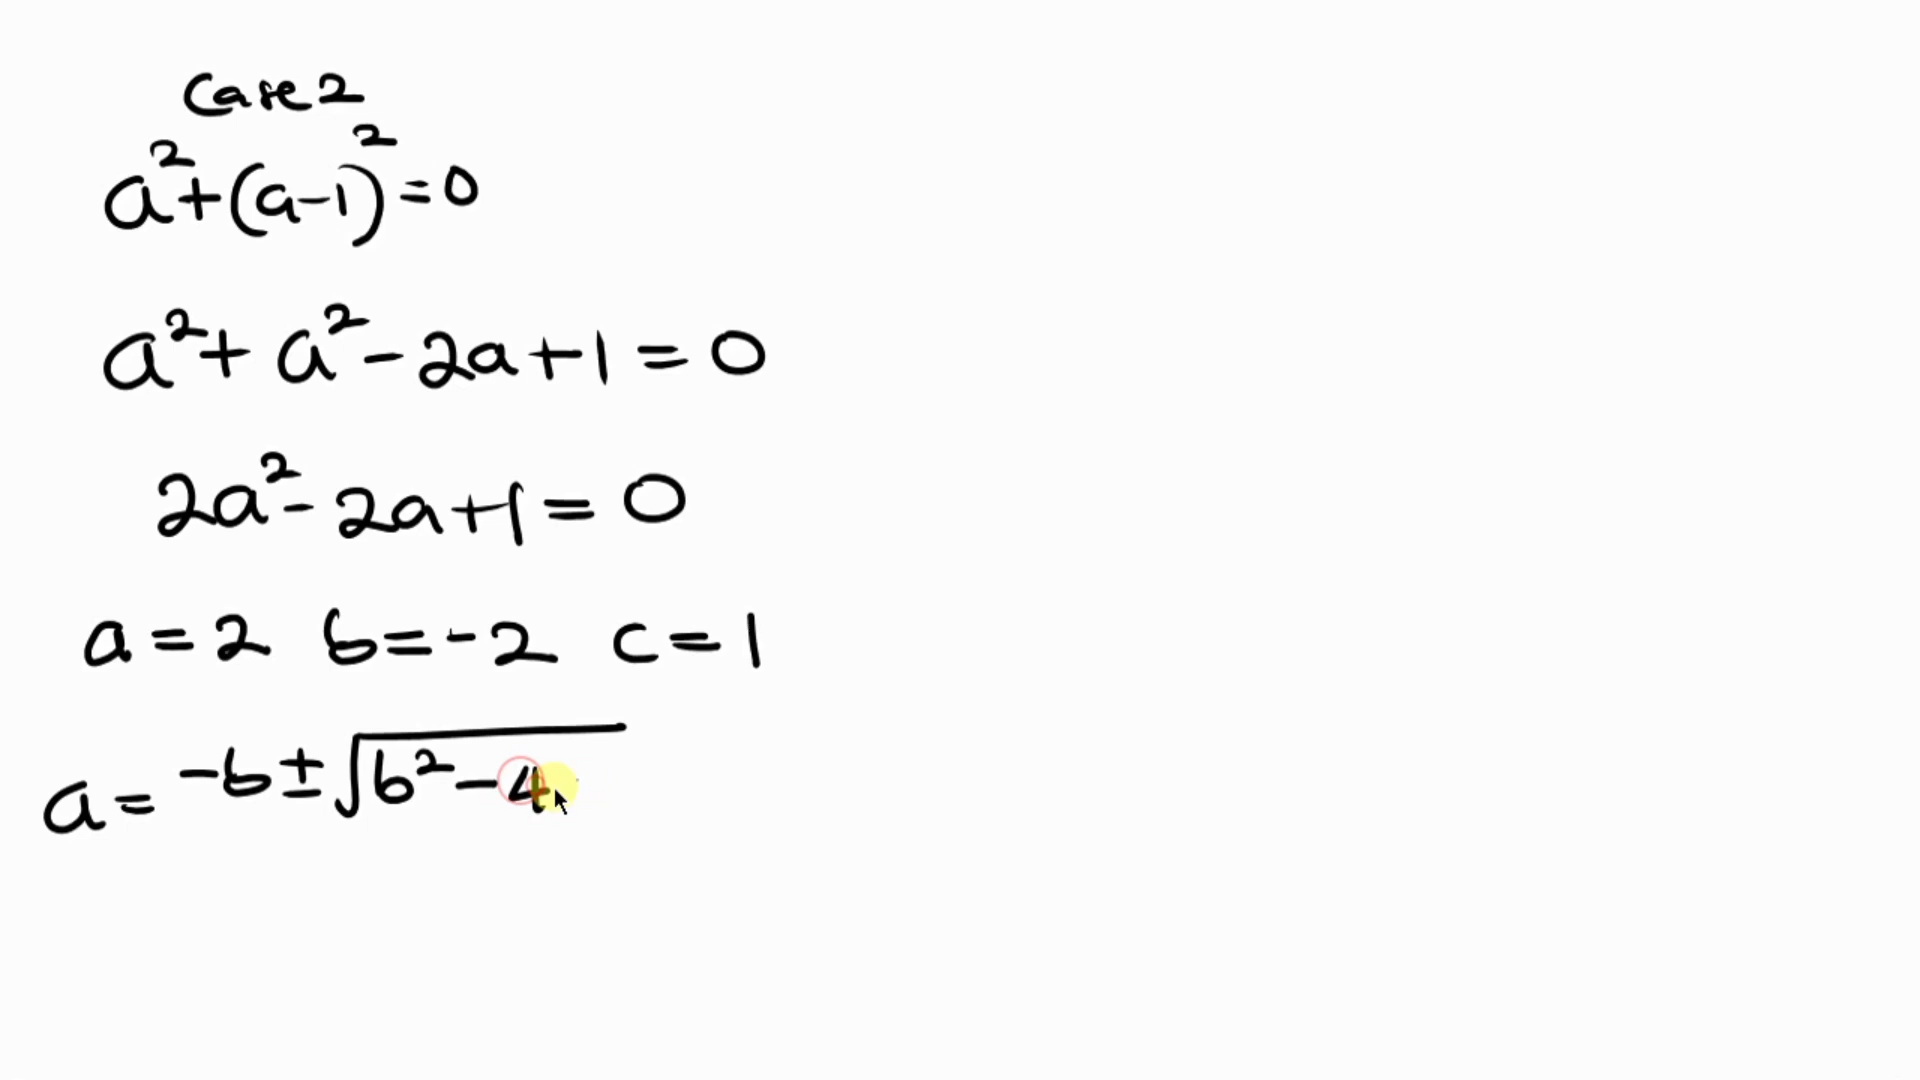 Case 2
a²+(a-1)²=0
a²+a²-2a+1=0
2a²-2a+1=0
a=2 b=-2 c=1
a=-b±√b²-4